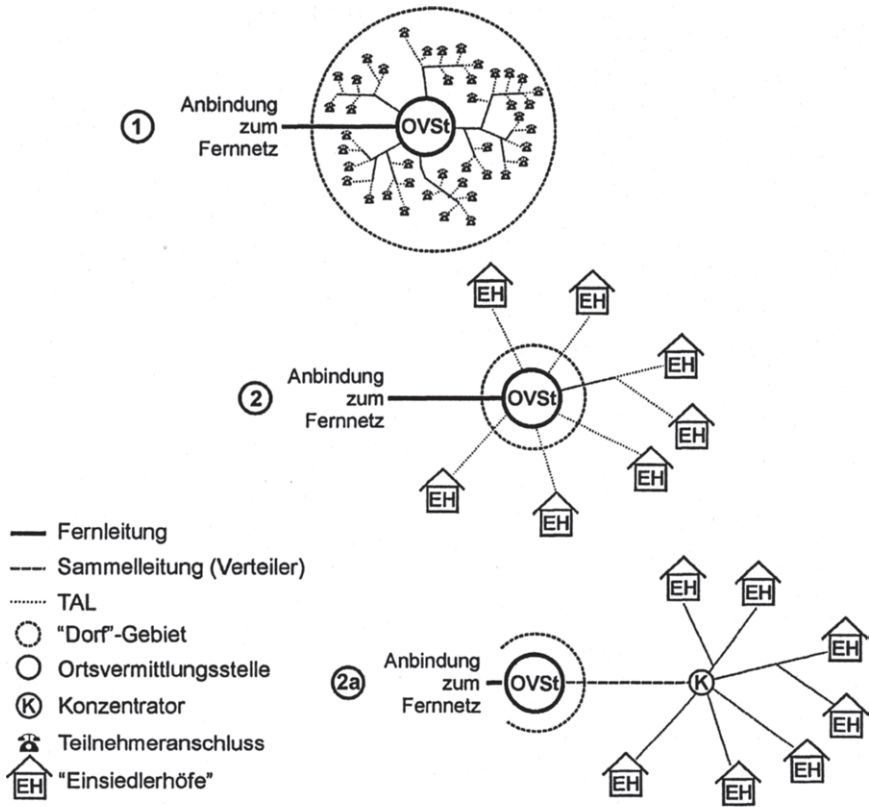 1
Anbindung
zum
Fernnetz
OVSt
EH
EH
2
Anbindung
zum
Fernnetz
OVSt
EH
EH
EH
EH
EH
Fernleitung
Sammelleitung (Verteiler)
TAL
"Dorf"-Gebiet
Ortsvermittlungsstelle
K Konzentrator
Teilnehmeranschluss
EH "Einsiedlerhöfe"
2a
Anbindung
zum
Fernnetz
OVSt
K
EH
EH
EH
EH
EH
EH
EH